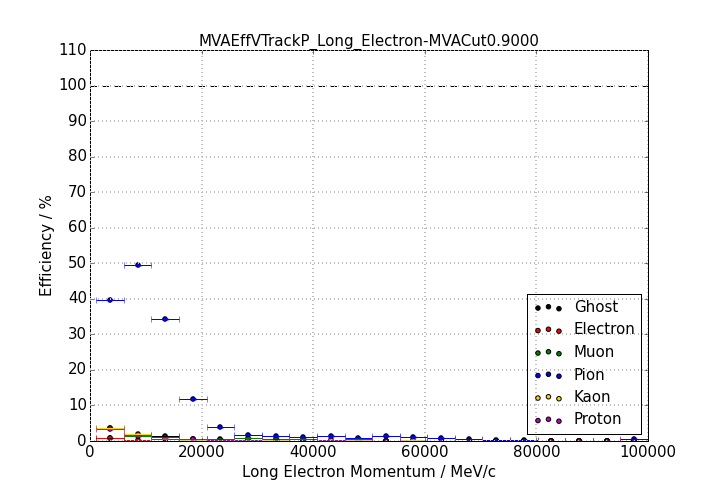 MVAEffVTrackP_Long_Electron-MVACut0.9000
110
100
90
80
70
60
50
40
30
20
10
0
Efficiency / %
Ghost
Electron
Muon
Pion
Kaon
Proton
0 20000 40000 60000 80000 100000
Long Electron Momentum / MeV/c